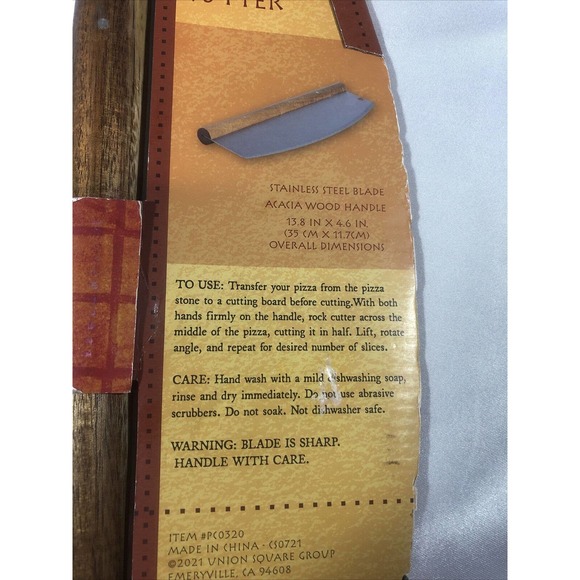 STAINLESS STEEL BLADE
ACACIA WOOD HANDLE
13.8 IN X 4.6 IN.
(35 CM X 11.7CM)
OVERALL DIMENSIONS
TO USE: Transfer your pizza from the pizza
stone to a cutting board before cutting.With both
hands firmly on the handle, rock cutter across the
middle of the pizza, cutting it in half. Lift, rotate
angle, and repeat for desired number of slices.
CARE: Hand wash with a mild dishwashing soap,
rinse and dry immediately. Do not use abrasive
scrubbers. Do not soak. Not dishwasher safe.
WARNING: BLADE IS SHARP.
HANDLE WITH CARE.
ITEM #PC0320
MADE IN CHINA · CS0721
©2021 UNION SQUARE GROUP
EMERYVILLE, CA 94608